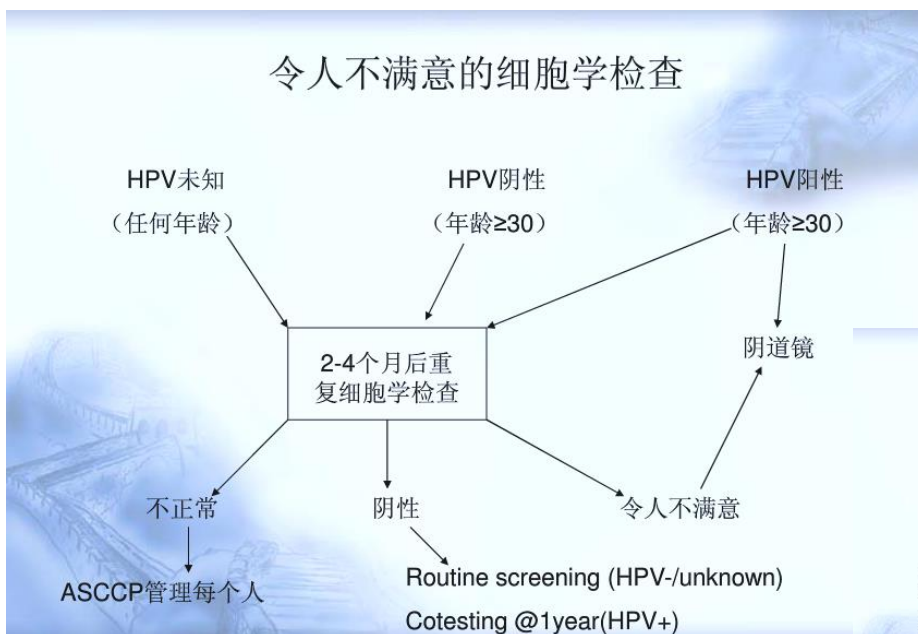 令人不满意的细胞学检查
HPV未知
（任何年龄）
HPV阴性
（年龄≥30）
HPV阳性
（年龄≥30）
2-4个月后重
复细胞学检查
阴道镜
不正常
阴性
令人不满意
ASCCP管理每个人
Routine screening (HPV-/unknown)
Cotesting @1year(HPV+)